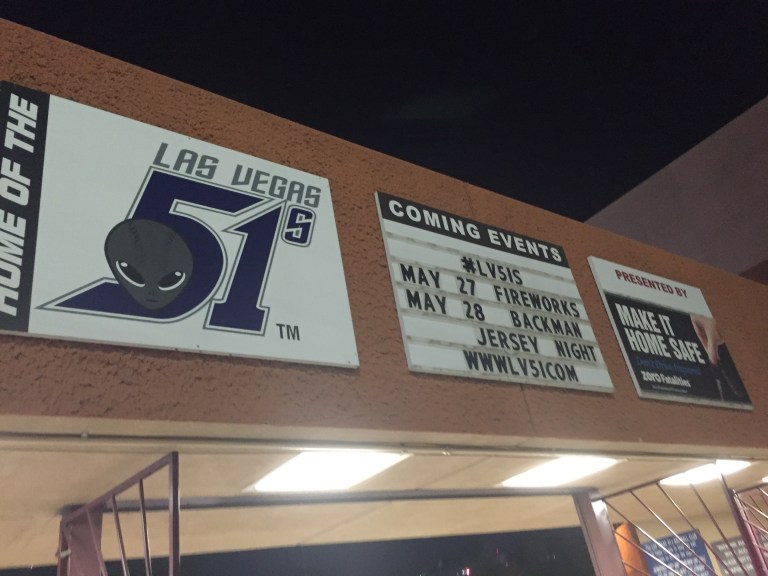 HOME OF THE
LAS VEGAS
51s
TM
COMING EVENTS
#LV51S
MAY 27 FIREWORKS
MAY 28 BACKMAN
JERSEY NIGHT
WWWLV51COM
PRESENTED BY
MAKE IT
HOME SAFE
zero Fatalities